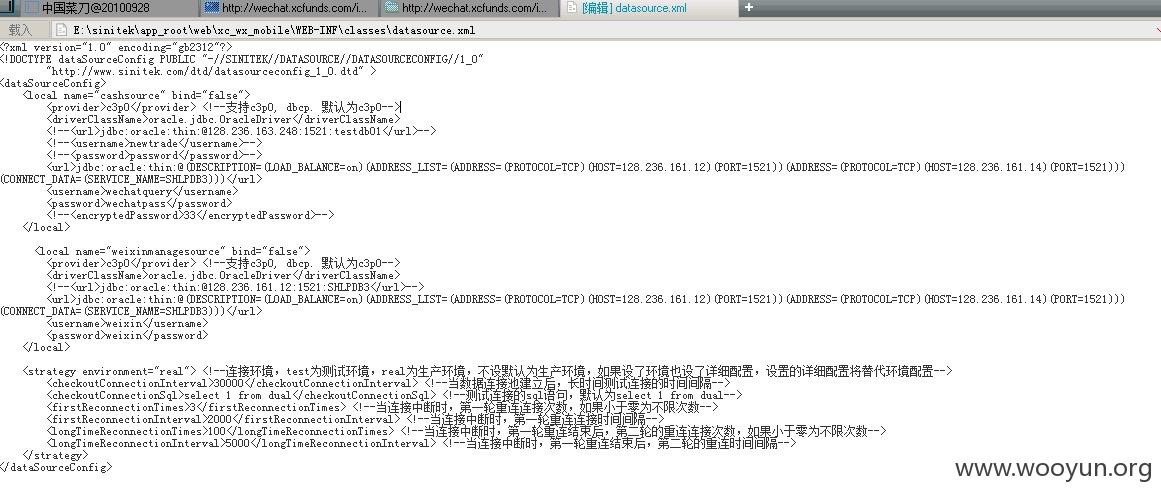 中国菜刀@20100928 http://wechat.xcfunds.com/i... http://wechat.xcfunds.com/i... [编辑] datasource.xml
载入 E:\sinitek\app_root\web\xc_wx_mobile\WEB-INF\classes\datasource.xml
<?xml version="1.0" encoding="gb2312"?>
<!DOCTYPE dataSourceConfig PUBLIC "-//SINITEK//DATASOURCE//DATASOURCECONFIG//1_0"
"http://www.sinitek.com/dtd/datasourceconfig_1_0.dtd" >
<dataSourceConfig>
<local name="cashsource" bind="false">
<provider>c3p0</provider> <!--支持c3p0, dbcp. 默认为c3p0-->
<driverClassName>oracle.jdbc.OracleDriver</driverClassName>
<!--<url>jdbc:oracle:thin:@128.236.163.248:1521:testdb01</url>-->
<!--<username>newtrade</username>-->
<!--<password>password</password>-->
<url>jdbc:oracle:thin:@(DESCRIPTION=(LOAD_BALANCE=on)(ADDRESS_LIST=(ADDRESS=(PROTOCOL=TCP)(HOST=128.236.161.12)(PORT=1521))(ADDRESS=(PROTOCOL=TCP)(HOST=128.236.161.14)(PORT=1521)))
(CONNECT_DATA=(SERVICE_NAME=SHLPDB3)))</url>
<username>wechatquery</username>
<password>wechatpass</password>
<!--<encryptedPassword>33</encryptedPassword>-->
</local>
<local name="weixinmanagesource" bind="false">
<provider>c3p0</provider> <!--支持c3p0, dbcp. 默认为c3p0-->
<driverClassName>oracle.jdbc.OracleDriver</driverClassName>
<!--<url>jdbc:oracle:thin:@128.236.161.12:1521:SHLPDB3</url>-->
<url>jdbc:oracle:thin:@(DESCRIPTION=(LOAD_BALANCE=on)(ADDRESS_LIST=(ADDRESS=(PROTOCOL=TCP)(HOST=128.236.161.12)(PORT=1521))(ADDRESS=(PROTOCOL=TCP)(HOST=128.236.161.14)(PORT=1521)))
(CONNECT_DATA=(SERVICE_NAME=SHLPDB3)))</url>
<username>weixin</username>
<password>weixin</password>
</local>
<strategy environment="real"> <!--连接环境，test为测试环境，real为生产环境，不设默认为生产环境，如果设了环境也设了详细配置，设置的详细配置将替代环境配置-->
<checkoutConnectionInterval>30000</checkoutConnectionInterval> <!--当数据连接池建立后，长时间测试连接的时间间隔-->
<checkoutConnectionSql>select 1 from dual</checkoutConnectionSql> <!--测试连接的sql语句，默认为select 1 from dual-->
<firstReconnectionTimes>3</firstReconnectionTimes> <!--当连接中断时，第一轮重连连接次数，如果小于零为不限次数-->
<firstReconnectionInterval>2000</firstReconnectionInterval> <!--当连接中断时，第一轮重连连接时间间隔-->
<longTimeReconnectionTimes>100</longTimeReconnectionTimes> <!--当连接中断时，第一轮重连结束后，第二轮的重连连接次数，如果小于零为不限次数-->
<longTimeReconnectionInterval>5000</longTimeReconnectionInterval> <!--当连接中断时，第一轮重连结束后，第二轮的重连时间间隔-->
</strategy>
</dataSourceConfig>
www.wooyun.org